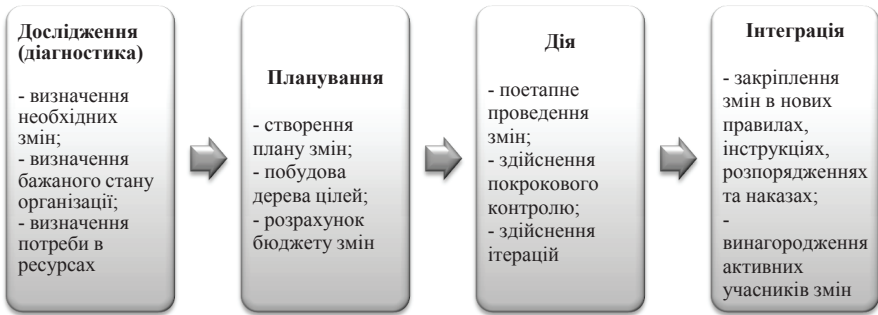 Дослідження
(діагностика)
- визначення
необхідних
змін;
- визначення
бажаного стану
організації;
- визначення
потреби в
ресурсах
Планування
- створення
плану змін;
- побудова
дерева цілей;
- розрахунок
бюджету змін
Дія
- поетапне
проведення
змін;
- здійснення
покрокового
контролю;
- здійснення
ітерацій
Інтеграція
- закріплення
змін в нових
правилах,
інструкціях,
розпорядженнях
та наказах;
-
винагородження
активних
учасників змін